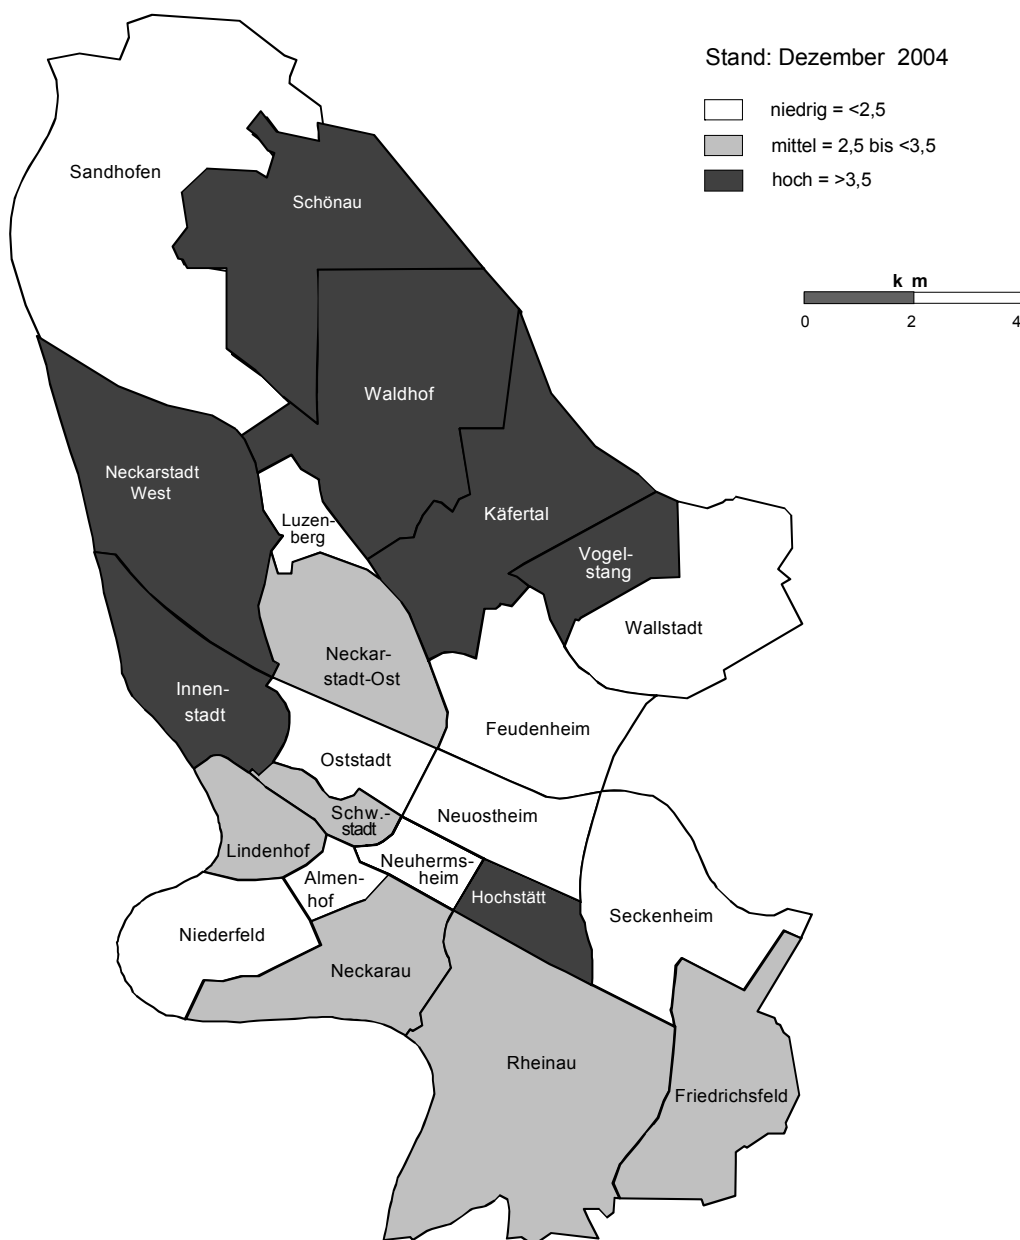 Stand: Dezember 2004
niedrig = <2,5
mittel = 2,5 bis <3,5
hoch = >3,5
k m
0 2 4
Sandhofen
Schönau
Waldhof
Neckarstadt
West
Luzen-
berg
Käfertal
Vogel-
stang
Wallstadt
Neckar-
stadt-Ost
Innen-
stadt
Feudenheim
Oststadt
Schw.-
stadt
Neuostheim
Lindenhof
Neuherms-
heim
Almen-
hof
Hochstätt
Seckenheim
Niederfeld
Neckarau
Rheinau
Friedrichsfeld